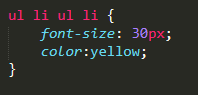 ul li ul li {
    font-size: 30px;
    color:yellow;
}